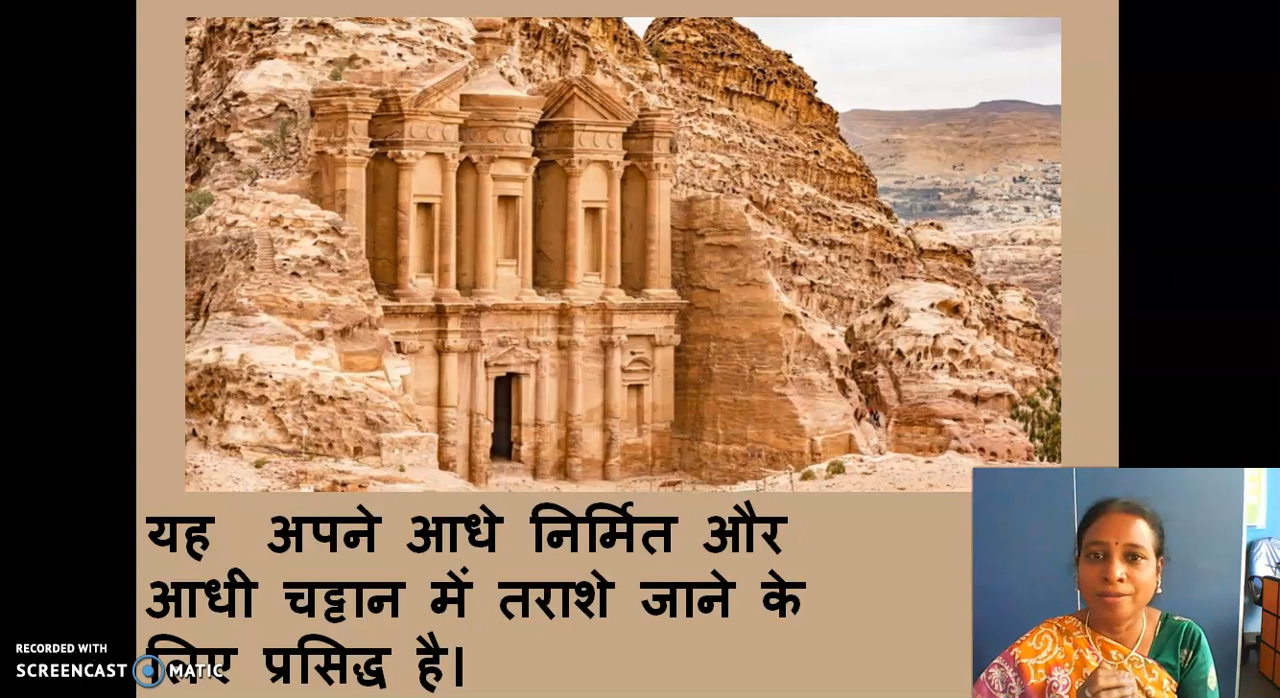 यह अपने आधे निर्मित और
आधी चट्टान में तराशे जाने के
लिए प्रसिद्ध है।
RECORDED WITH
SCREENCAST MATIC